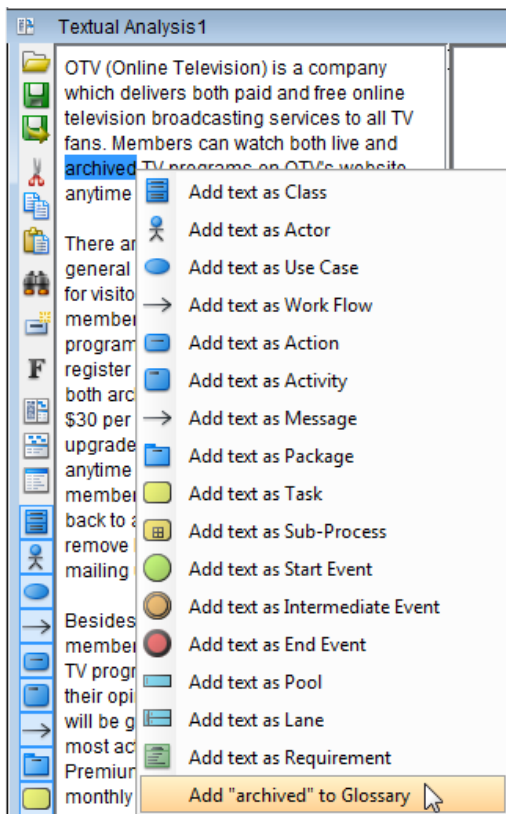 Textual Analysis1
OTV (Online Television) is a company
which delivers both paid and free online
television broadcasting services to all TV
fans. Members can watch both live and
archived TV programs on OTV's website
anytime
There ar
general
for visito
member
program
register
both arc
$30 per
upgrade
anytime
member
back to a
remove
mailing
Besides
member
TV progr
their opi
will be g
most ac
Premium
monthly
Add text as Class
Add text as Actor
Add text as Use Case
Add text as Work Flow
Add text as Action
Add text as Activity
Add text as Message
Add text as Package
Add text as Task
Add text as Sub-Process
Add text as Start Event
Add text as Intermediate Event
Add text as End Event
Add text as Pool
Add text as Lane
Add text as Requirement
Add "archived" to Glossary